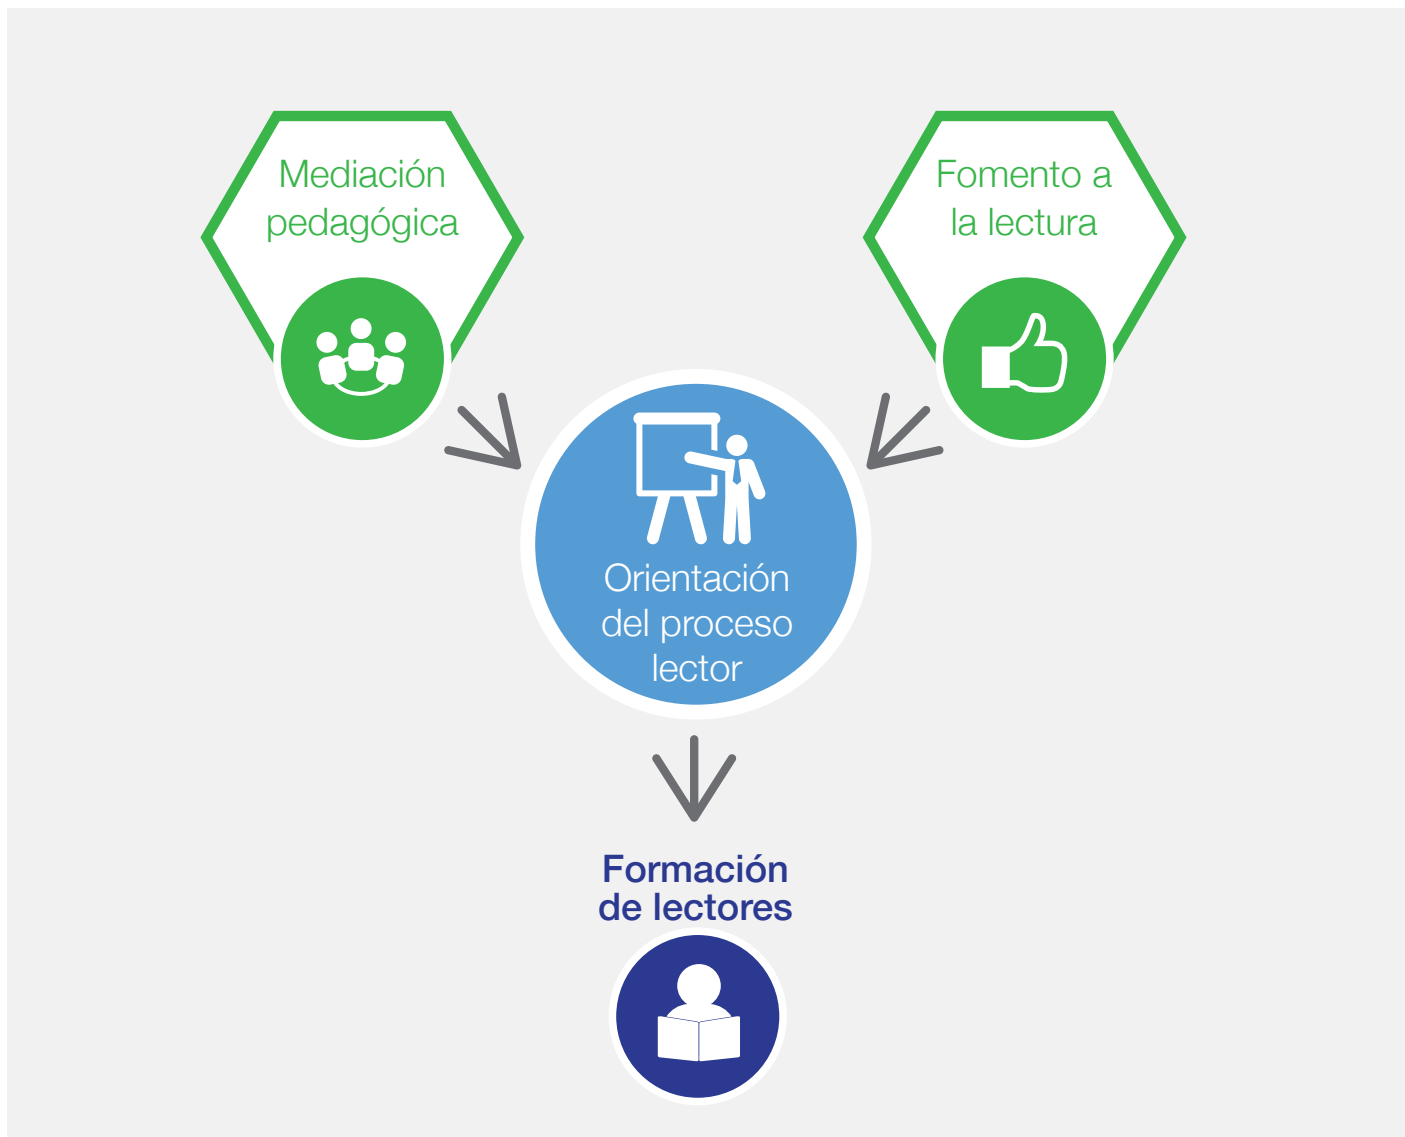 Mediación
pedagógica
Fomento a
la lectura
Orientación
del proceso
lector
Formación
de lectores